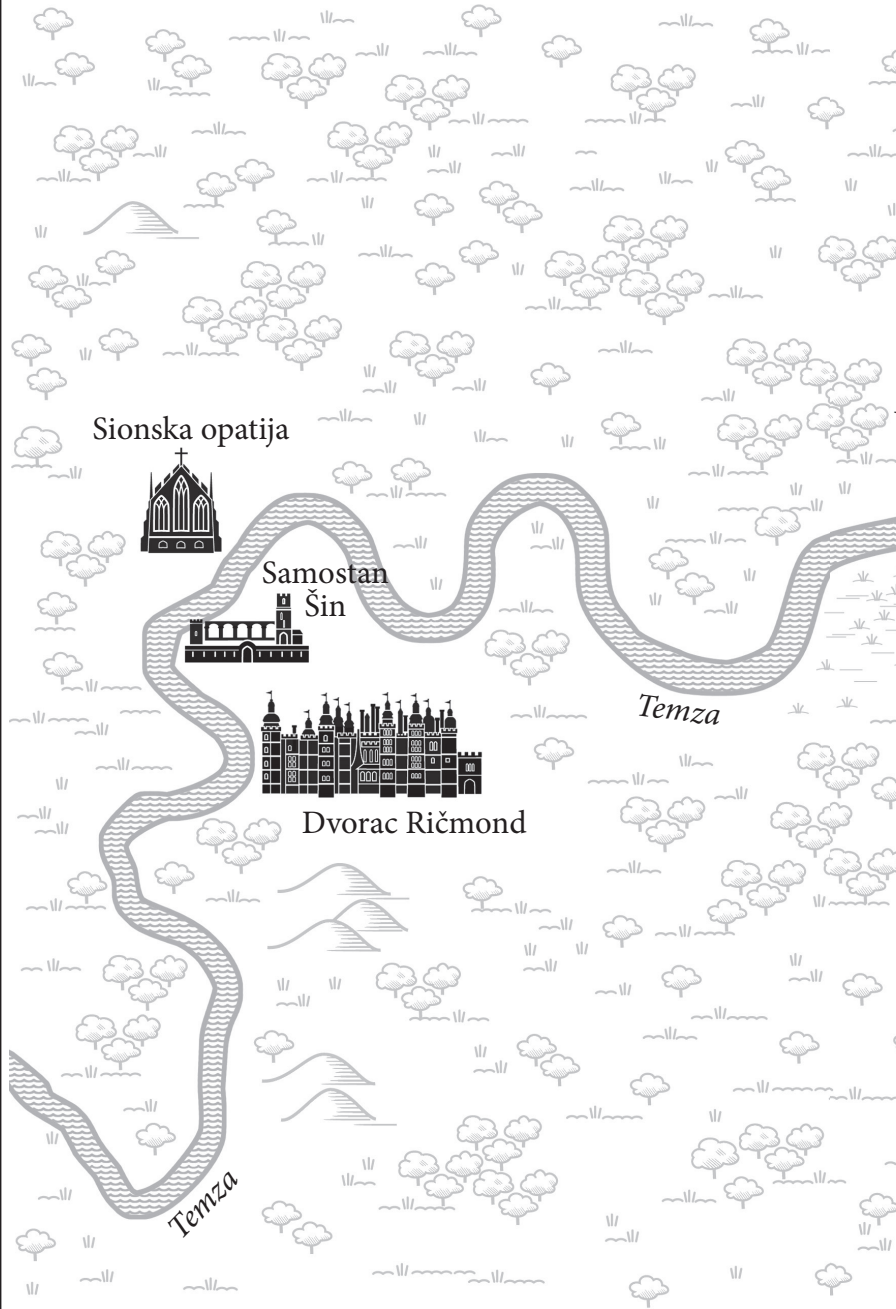 Sionska opatija
Samostan
Šin
Temza
Dvorac Ričmond
Temza